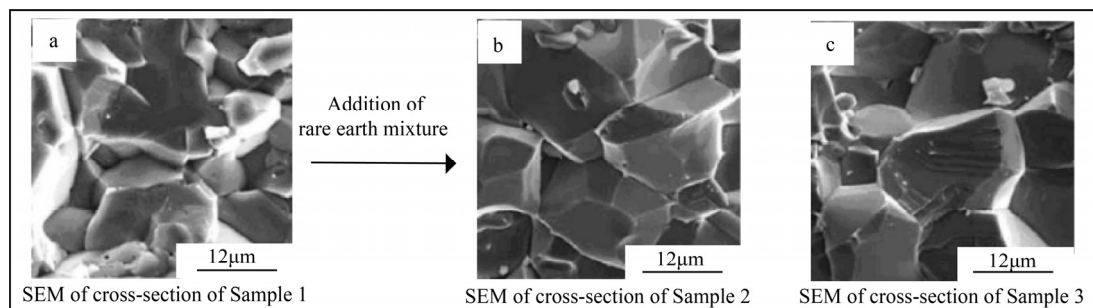 a
b
c
Addition of
rare earth mixture
12μm
12μm
12μm
SEM of cross-section of Sample 1
SEM of cross-section of Sample 2
SEM of cross-section of Sample 3